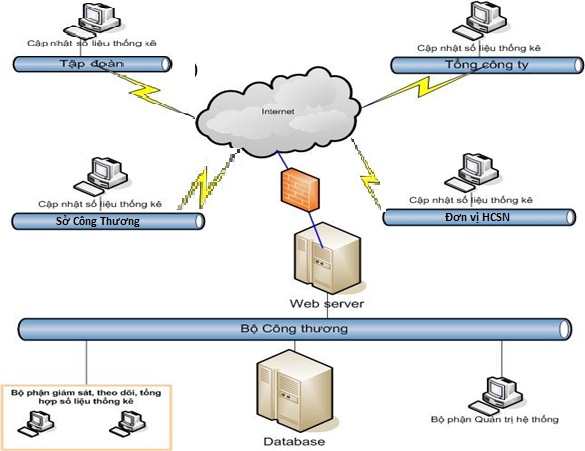 Cập nhật số liệu thống xê
Tập đoàn
)
Cập nhật số liệu thống kê
Tổng công ty
Internet
Cập nhật số liệu thống kê
Sở Công Thương
Cập nhật số liệu thống kê
Đơn vị HCSN
Web server
Bộ Công thương
Bộ phận giám sát, theo dõi, tổng
hợp số liệu thống kê
Database
Bộ phận Quản trị hệ thống